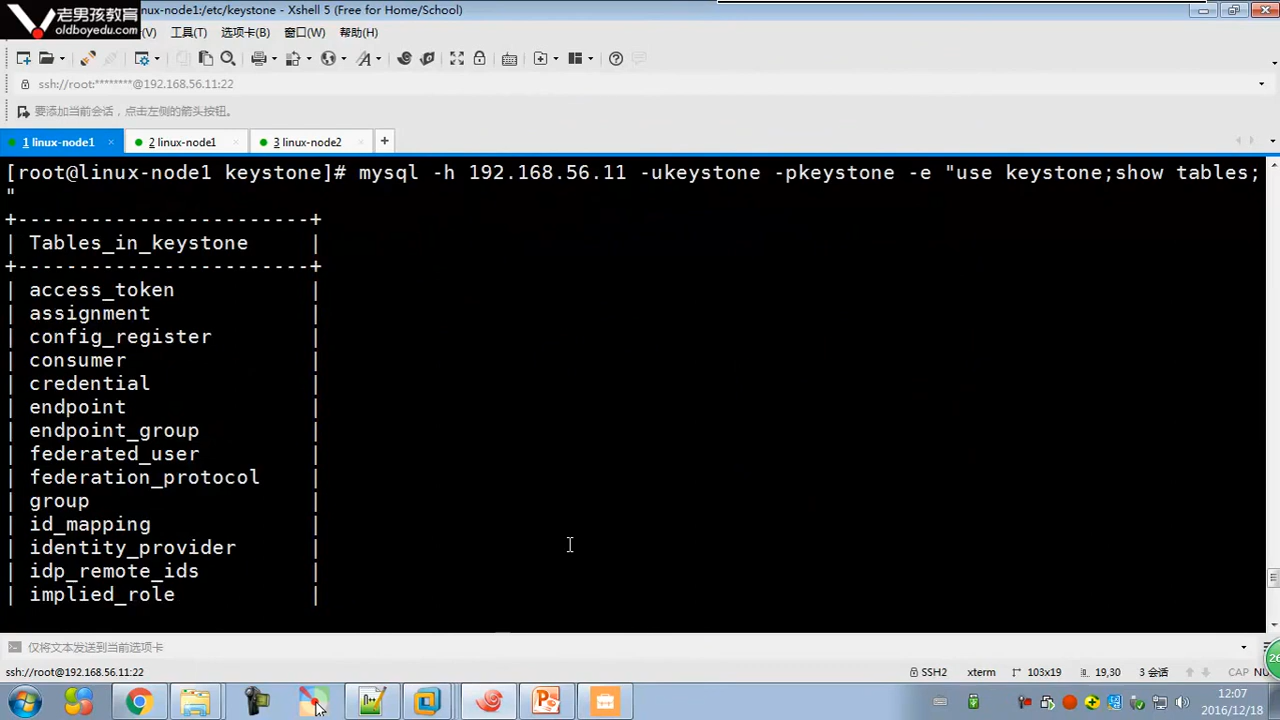 老男孩教育
oldboyedu.com
nux-node1:/etc/keystone - Xshell 5 (Free for Home/School)
(V) 工具(T) 选项卡(B) 窗口(W) 帮助(H)
ssh://root:********@192.168.56.11:22
要添加当前会话，点击左侧的箭头按钮。
1 linux-node1 × 2 linux-node1 × 3 linux-node2 × +
[root@linux-node1 keystone]# mysql -h 192.168.56.11 -ukeystone -pkeystone -e "use keystone;show tables;
"
+------------------------+
| Tables_in_keystone |
+------------------------+
| access_token |
| assignment |
| config_register |
| consumer |
| credential |
| endpoint |
| endpoint_group |
| federated_user |
| federation_protocol |
| group |
| id_mapping |
| identity_provider |
| idp_remote_ids |
| implied_role |
仅将文本发送到当前选项卡
ssh://root@192.168.56.11:22 SSH2 xterm 103x19 19,30 3 会话 CAP NU
26
12:07
2016/12/18